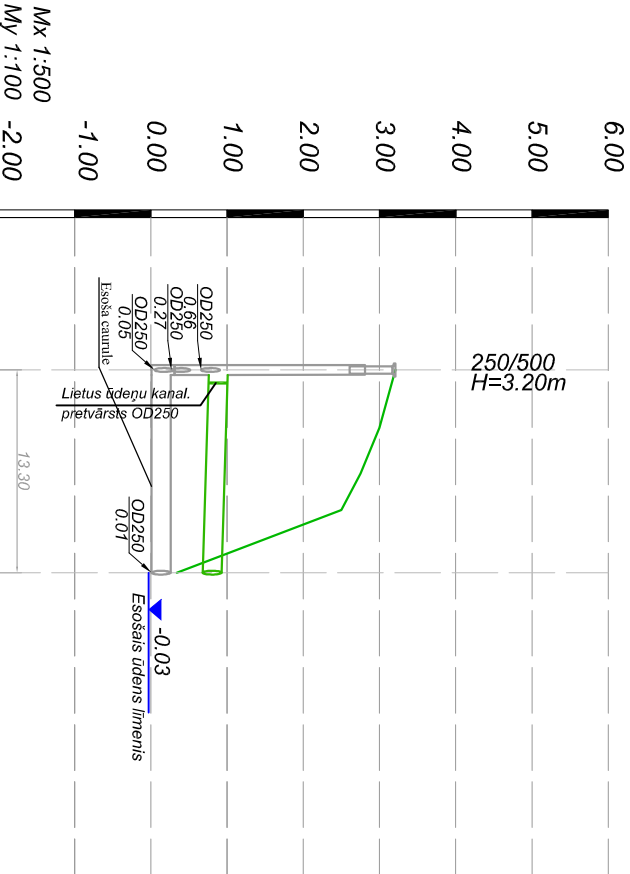 6.00
5.00
4.00
3.00
2.00
1.00
0.00
-1.00
-2.00
Mx 1:500
My 1:100
250/500
H=3.20m
OD250
0.66
OD250
0.27
OD250
0.05
Esoša caurule
Lietus ūdeņu kanal.
pretvārsts OD250
13.30
OD250
0.01
-0.03
Esošais ūdens līmenis